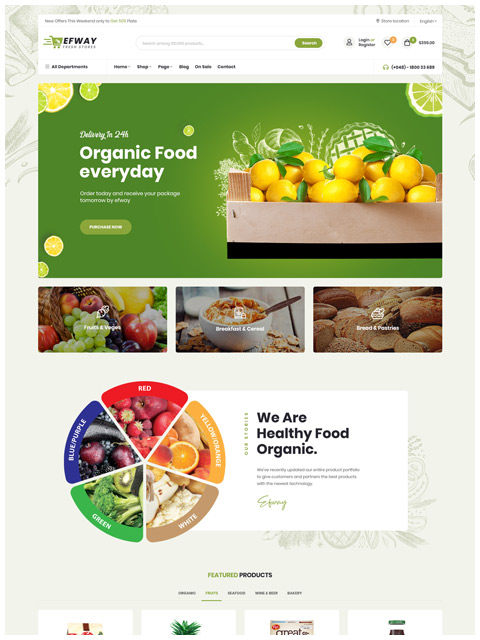 New Offers This Weekend only to Get 50% Flate
Store location
English
EFWAY
FRESH STORES
Search among 99,000 products...
Search
Login or
Register
$255.00
All Departments
Home
Shop
Page
Blog
On Sale
Contact
(+048) - 1800 33 689
Delivery In 24h
Organic Food
everyday
Order today and receive your package
tomorrow by efway
PURCHASE NOW
Fruits & Veges
Breakfast & Cereal
Bread & Pastries
RED
BLUE/PURPLE
YELLOW/ORANGE
GREEN
WHITE
OUR STORIES
We Are
Healthy Food
Organic.
We've recently updated our entire product portfolio
to give customers and partners the best products
with the newest technology.
Efway
FEATURED PRODUCTS
ORGANIC
FRUITS
SEAFOOD
WINE & BEER
BAKERY
great